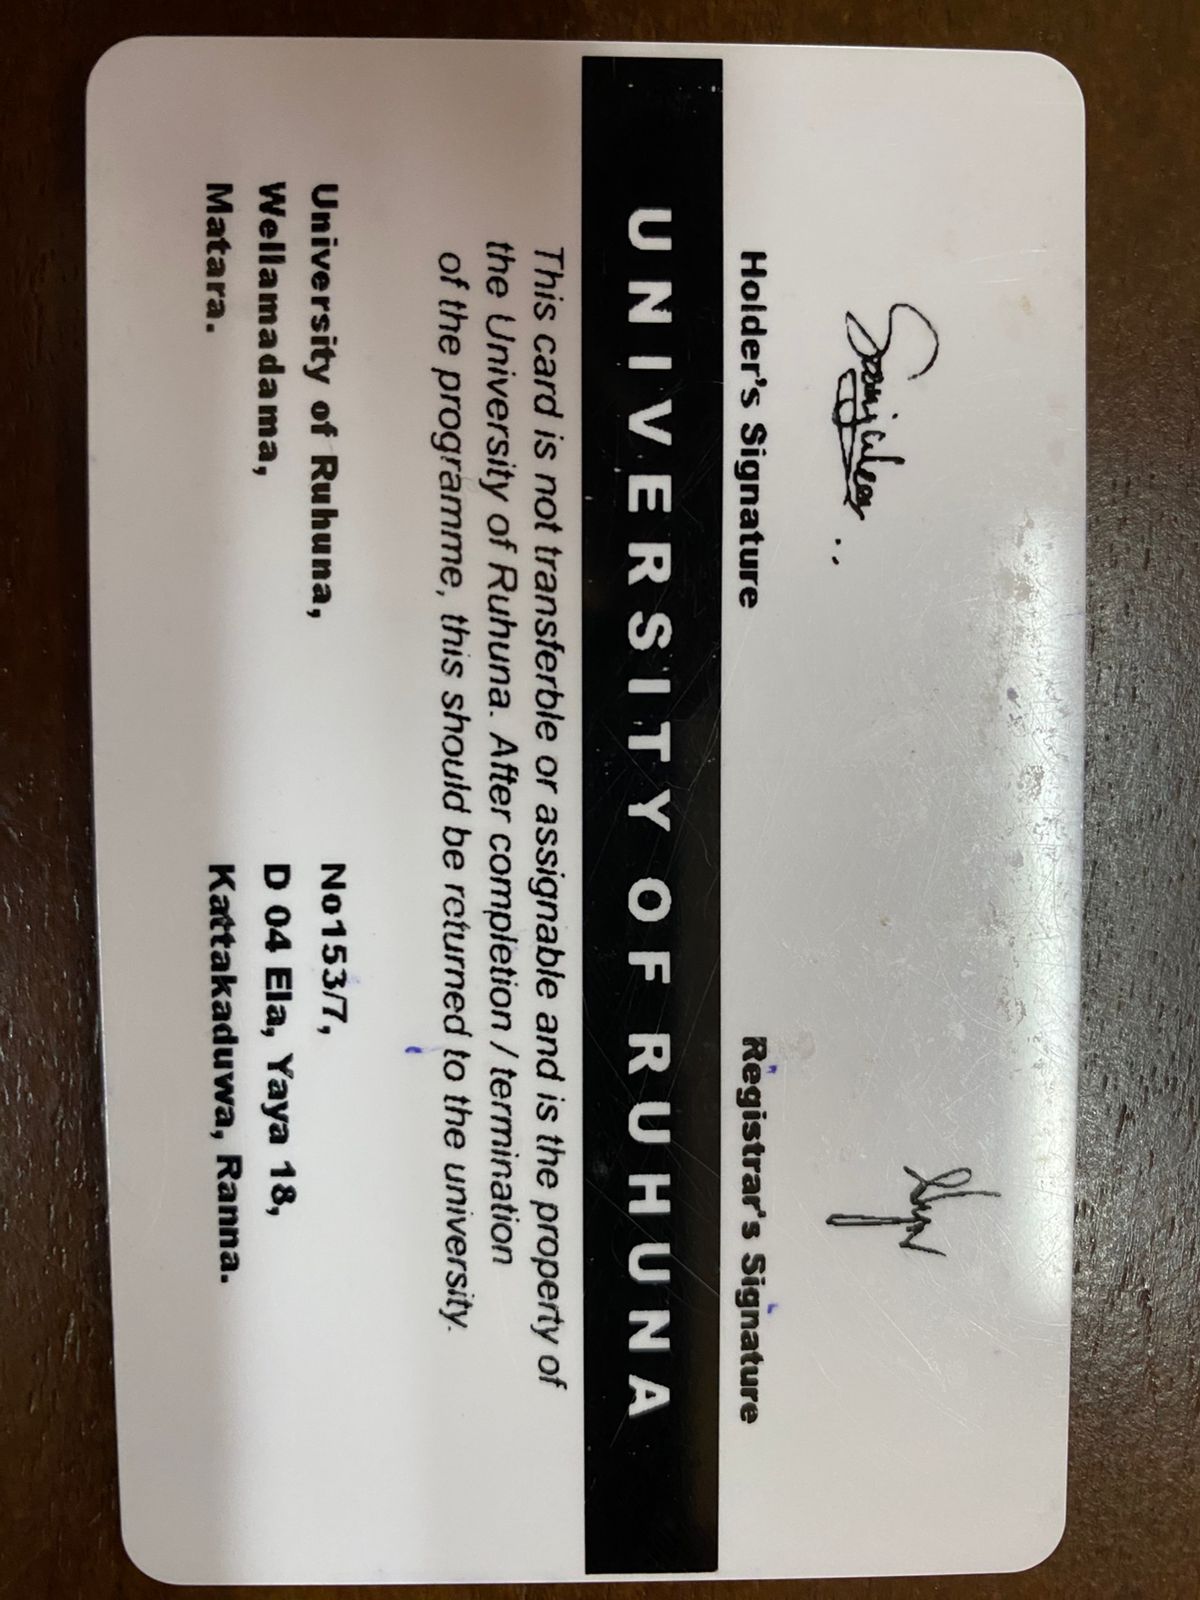 Holder's Signature
Registrar's Signature
UNIVERSITY OF RUHUNA
This card is not transferble or assignable and is the property of
the University of Ruhuna. After completion / termination
of the programme, this should be returned to the university.
University of Ruhuna,
Wellamadama,
Matara.
No153/7,
D 04 Ela, Yaya 18,
Kattakaduwa, Ranna.